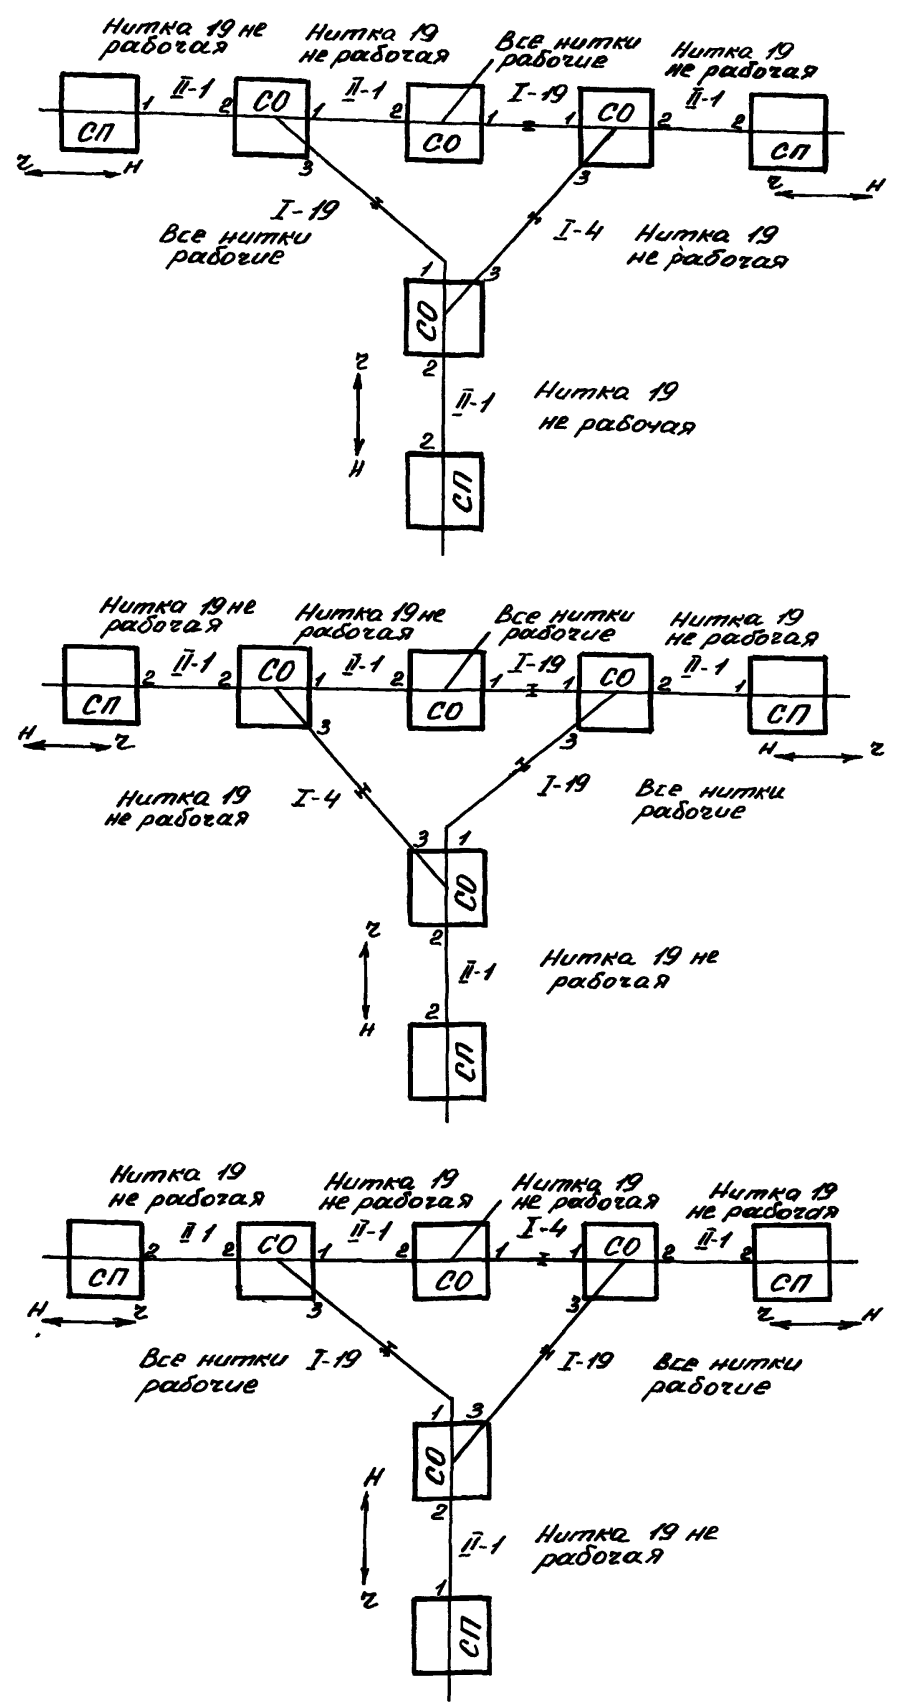 Нитка 19 не
рабочая
Нитка 19
не рабочая
Все нитки
рабочие
Нитка 19
не рабочая
II-1
II-1
I-19
II-1
1 2 1 2 1 1 2 2
СП
СО
СО
СО
СП
ч н
3
3
ч н
I-19
Все нитки
рабочие
I-4
Нитка 19
не рабочая
1 3
СО
2
ч
н
II-1
Нитка 19
не рабочая
2
СП
Нитка 19 не
рабочая
Нитка 19 не
рабочая
Все нитки
рабочие
Нитка 19
не рабочая
II-1
II-1
I-19
II-1
2 2 1 2 1 1 2 1
СП
СО
СО
СО
СП
н ч
3
3
н ч
Нитка 19
не рабочая
I-4
I-19
Все нитки
рабочие
3 1
СО
2
ч
н
II-1
Нитка 19 не
рабочая
2
СП
Нитка 19
не рабочая
Нитка 19
не рабочая
Нитка 19
не рабочая
Нитка 19
не рабочая
II-1
II-1
I-4
II-1
2 2 1 2 1 1 2 2
СП
СО
СО
СО
СП
н ч
3
3
ч н
Все нитки
рабочие
I-19
I-19
Все нитки
рабочие
1 3
СО
2
н
ч
II-1
Нитка 19 не
рабочая
1
СП